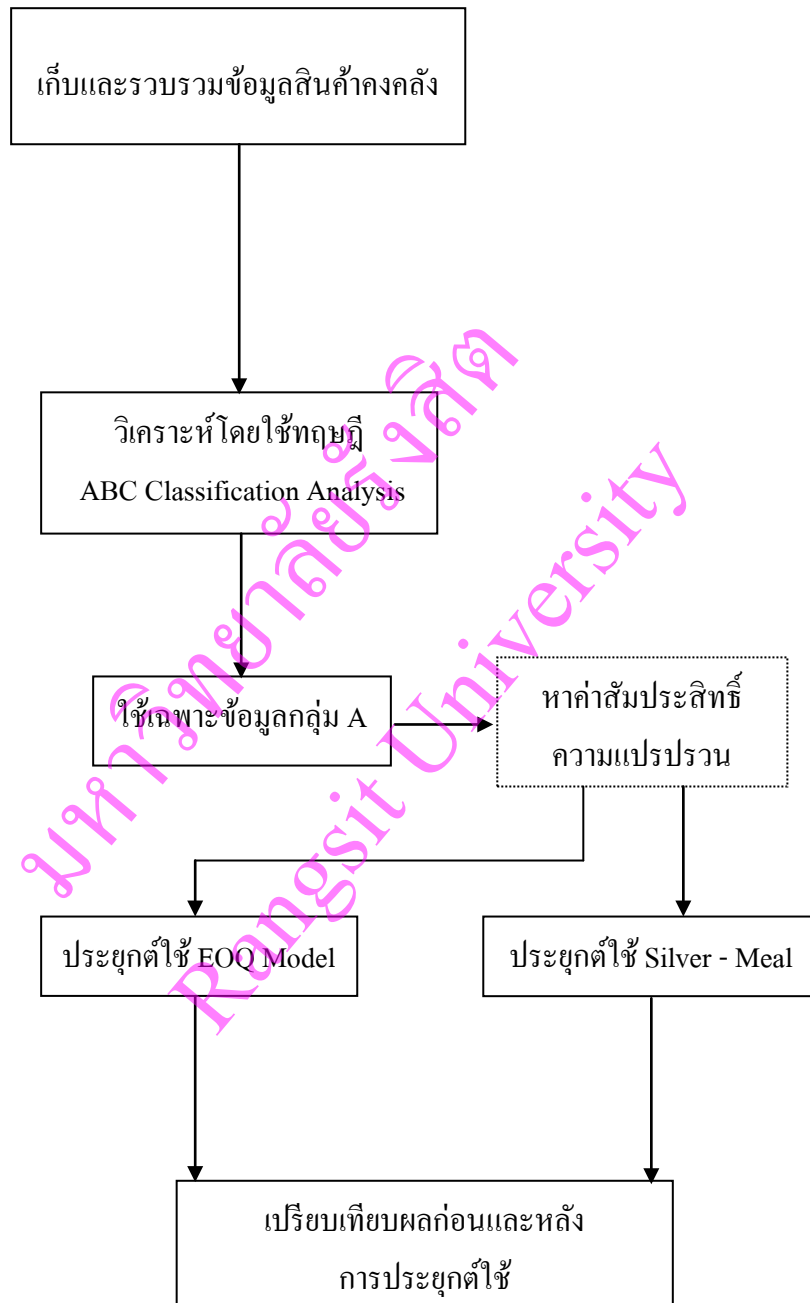 เก็บและรวบรวมข้อมูลสินค้าคงคลัง
วิเคราะห์โดยใช้ทฤษฎี
ABC Classification Analysis
ใช้เฉพาะข้อมูลกลุ่ม A
หาค่าสัมประสิทธิ์
ความแปรปรวน
ประยุกต์ใช้ EOQ Model
ประยุกต์ใช้ Silver - Meal
เปรียบเทียบผลก่อนและหลัง
การประยุกต์ใช้
มหาวิทยาลัยรังสิต
Rangsit University